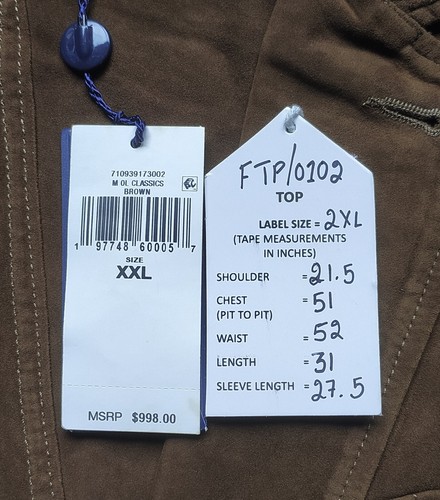 710939173002
M OL CLASSICS
BROWN
1 97748 60005 7
SIZE
XXL
MSRP $998.00
FTP/0102
TOP
LABEL SIZE = 2XL
(TAPE MEASUREMENTS
IN INCHES)
SHOULDER = 21.5
CHEST = 51
(PIT TO PIT)
WAIST = 52
LENGTH = 31
SLEEVE LENGTH = 27.5